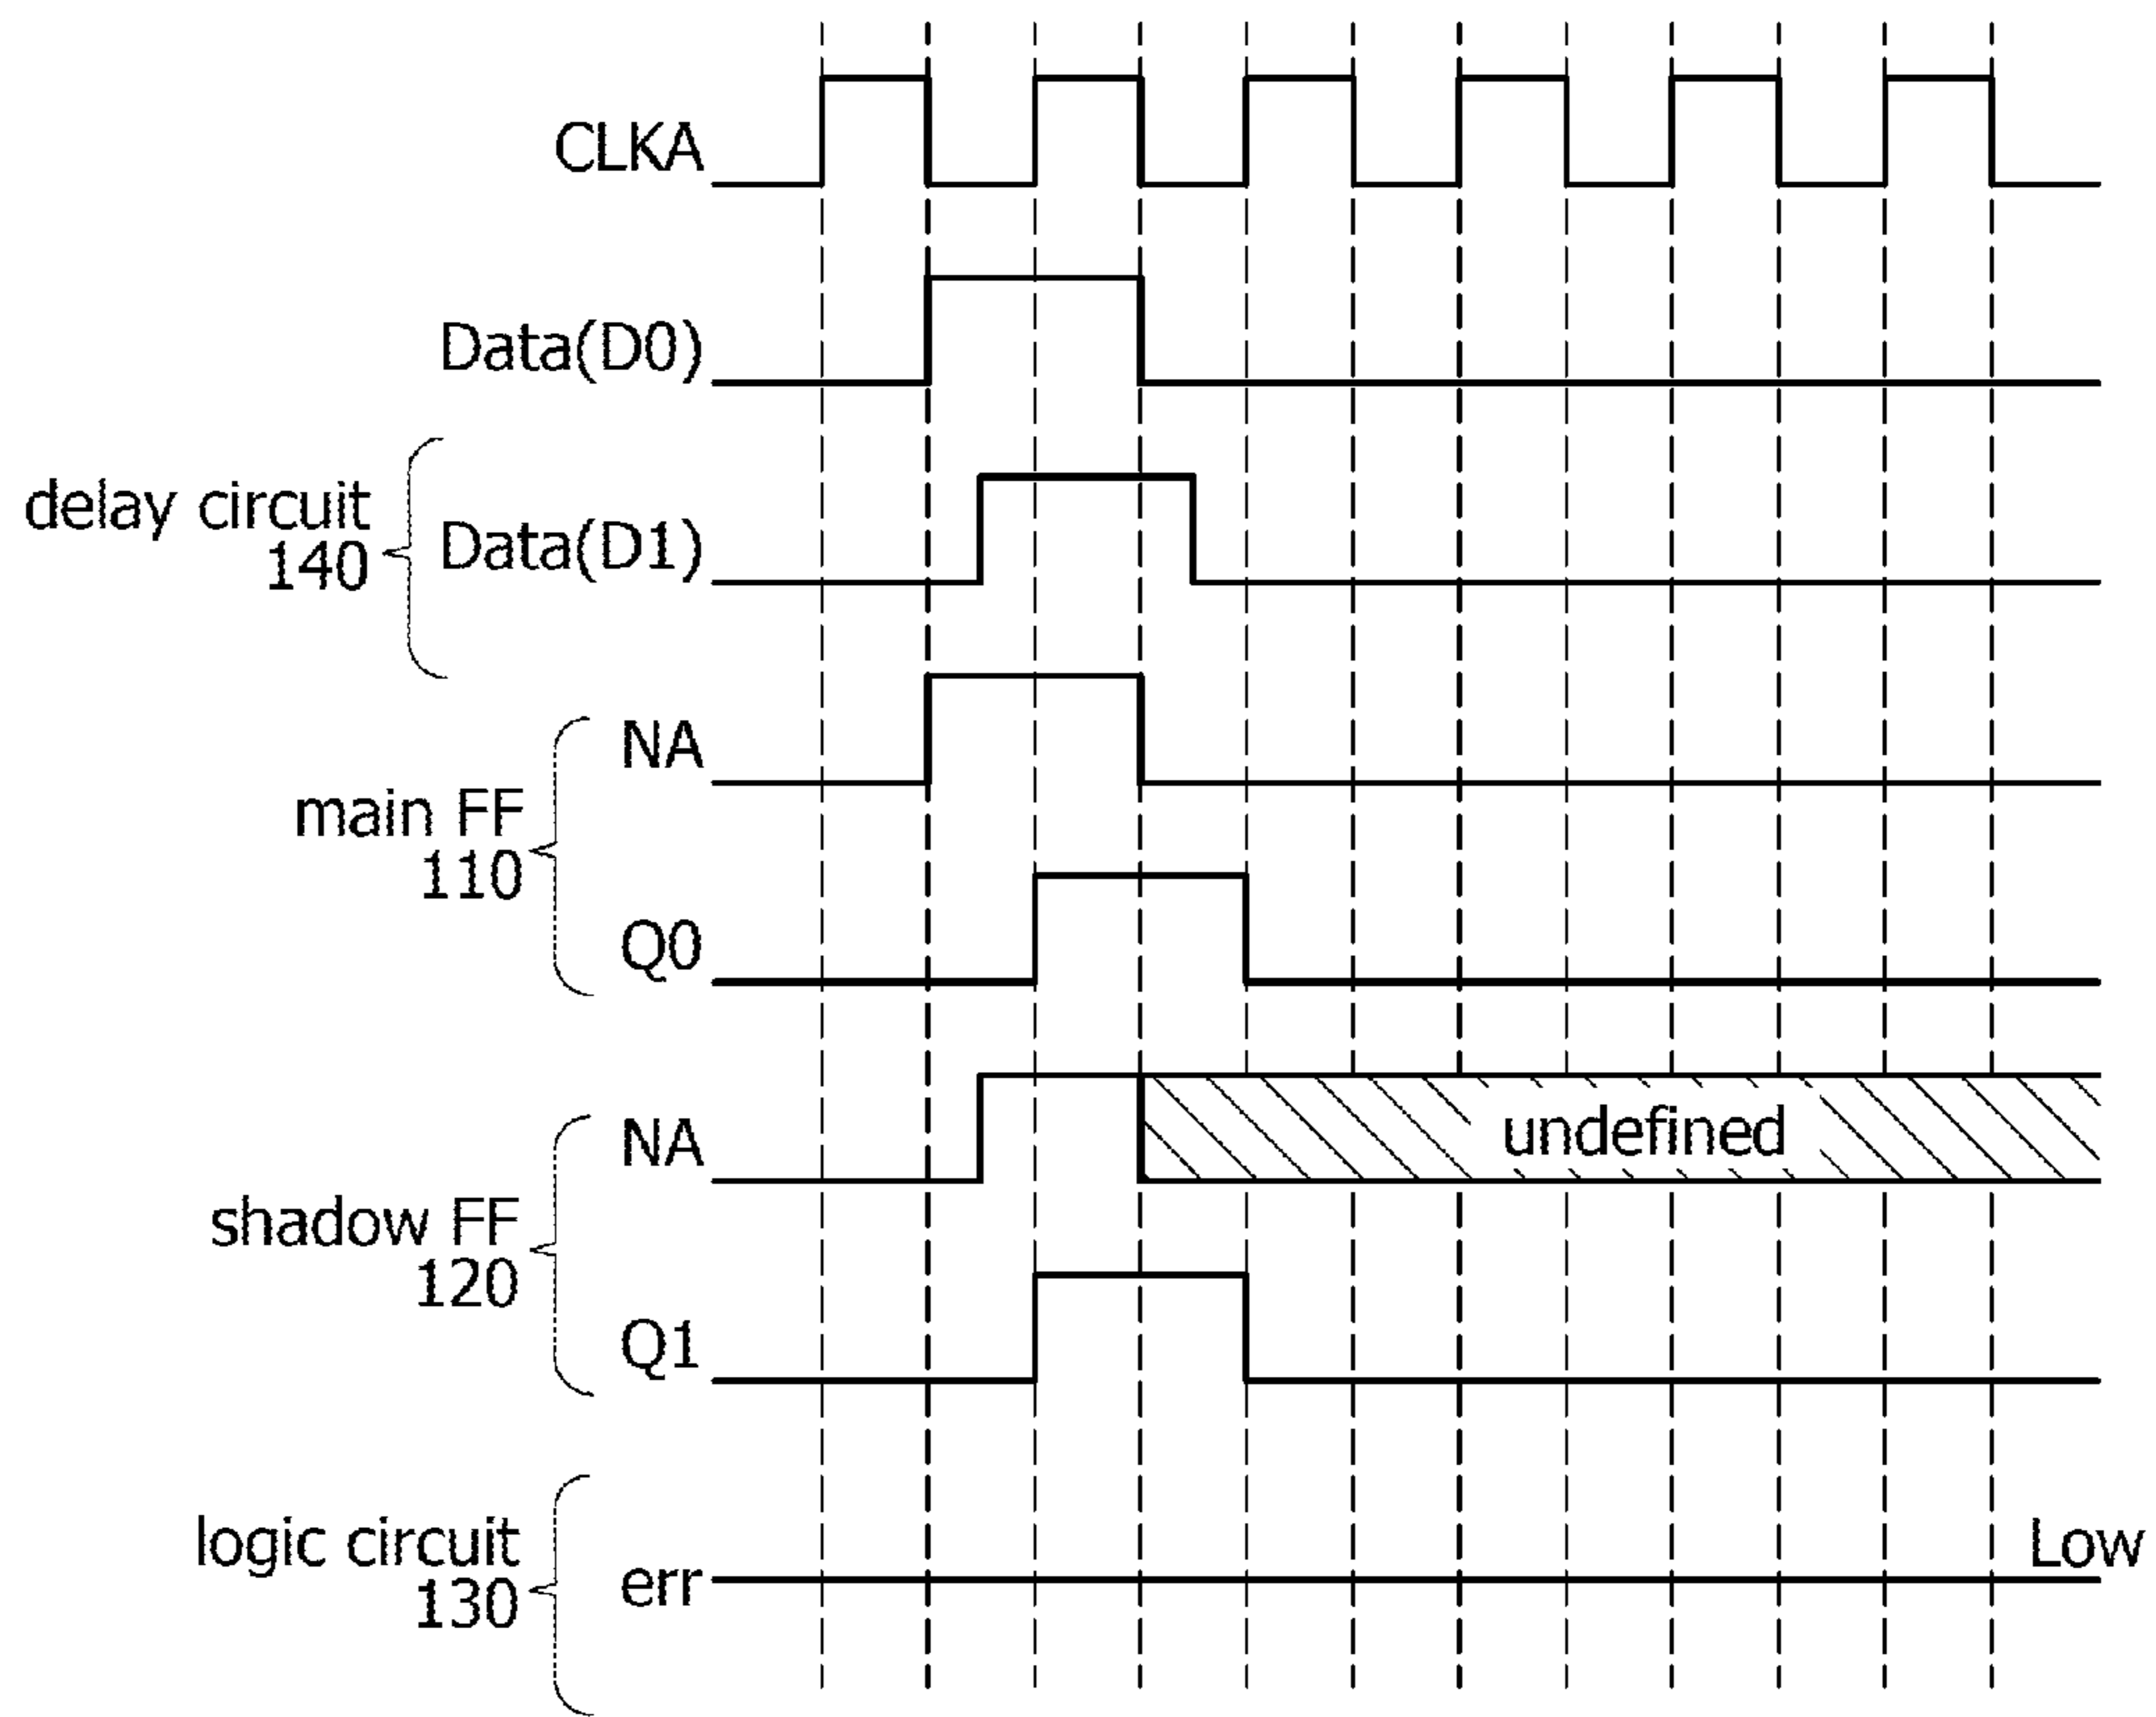 CLKA
Data(D0)
delay circuit
140
Data(D1)
main FF
110
NA
Q0
shadow FF
120
NA
undefined
Q1
logic circuit
130
err
Low